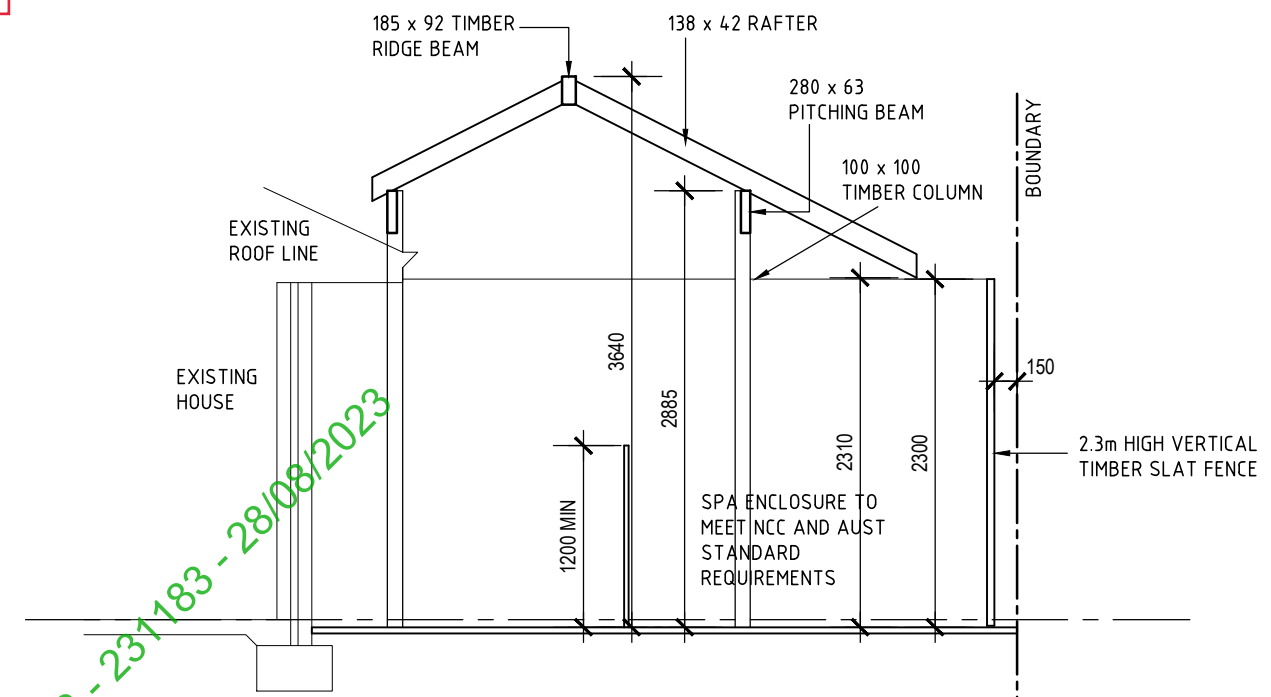 185 x 92 TIMBER
RIDGE BEAM
138 x 42 RAFTER
280 x 63
PITCHING BEAM
100 x 100
TIMBER COLUMN
BOUNDARY
EXISTING
ROOF LINE
EXISTING
HOUSE
3640
2885
2310
2300
150
1200 MIN
2.3m HIGH VERTICAL
TIMBER SLAT FENCE
SPA ENCLOSURE TO
MEET NCC AND AUST
STANDARD
REQUIREMENTS
- 231183 - 28/08/2023